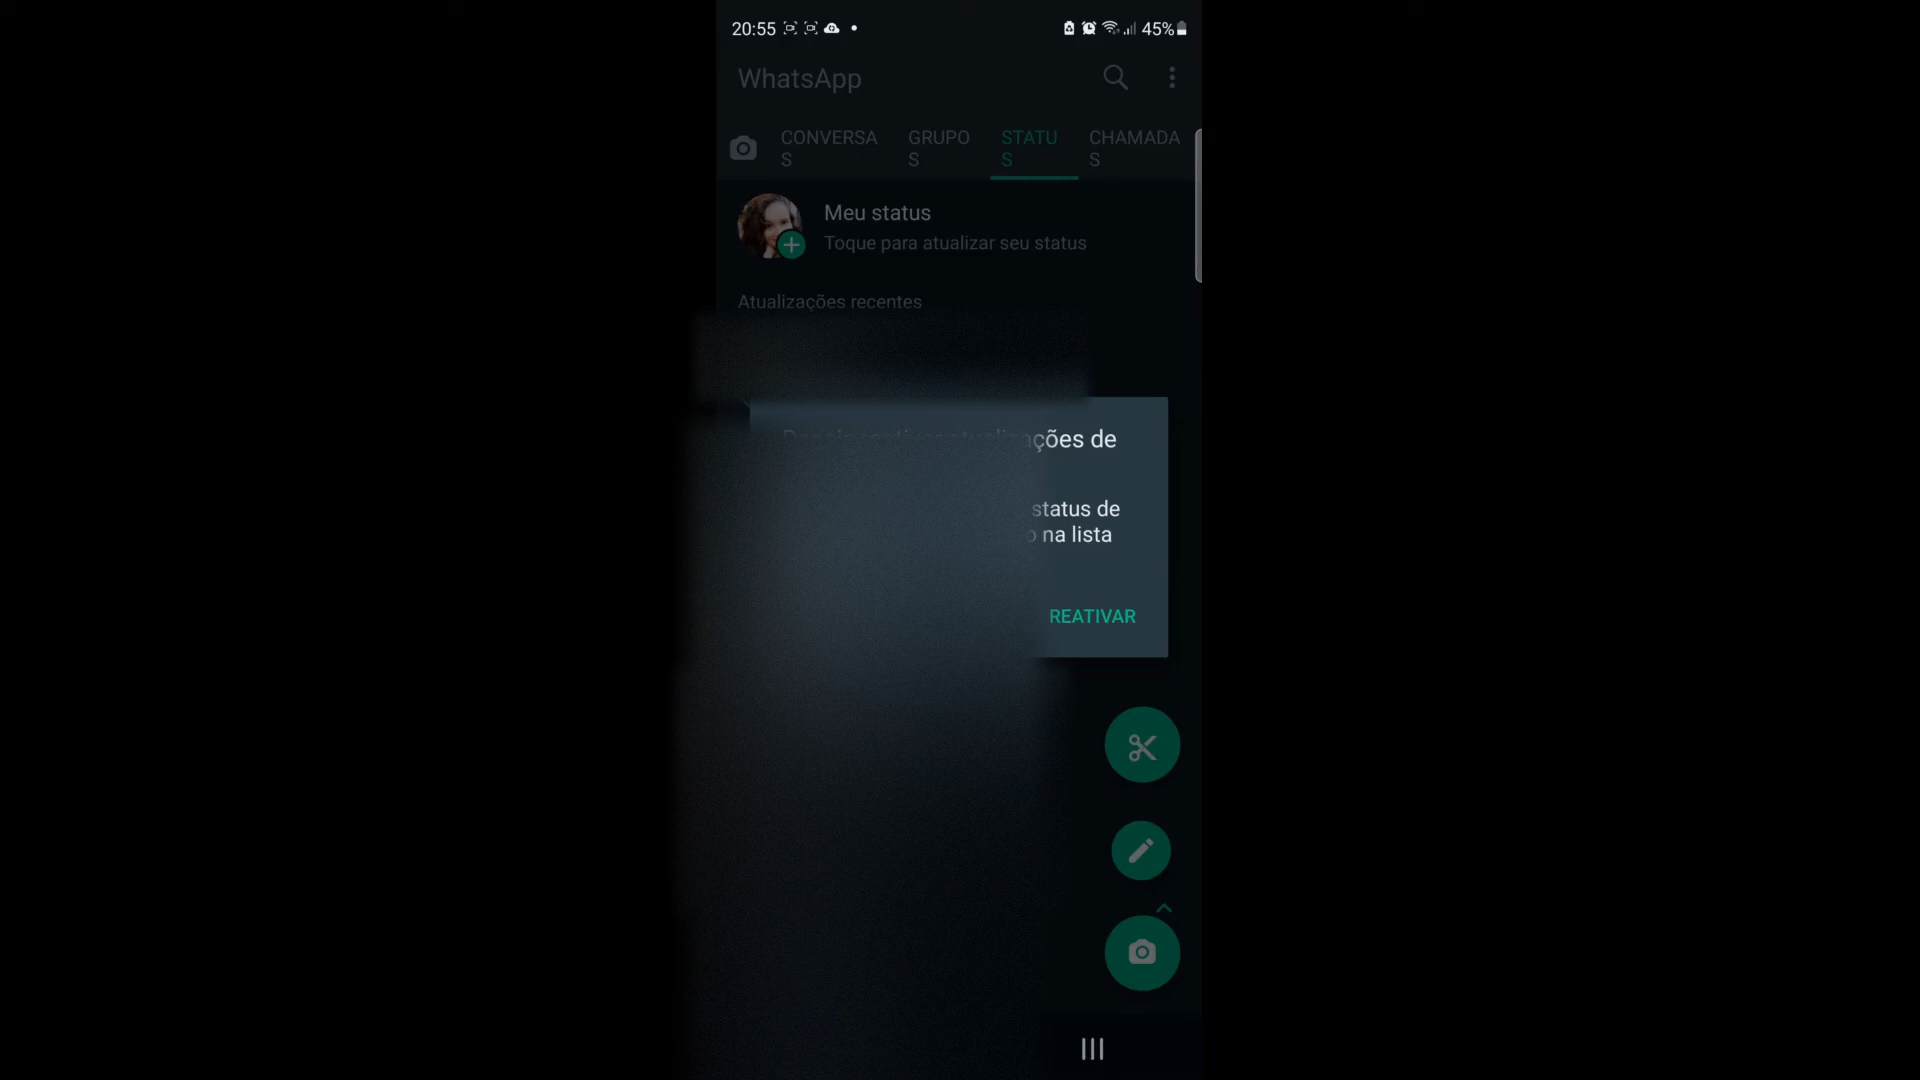 20:55
45%
WhatsApp
CONVERSA
S
GRUPO
S
STATU
S
CHAMADA
S
Meu status
Toque para atualizar seu status
Atualizações recentes
ções de
status de
o na lista
REATIVAR